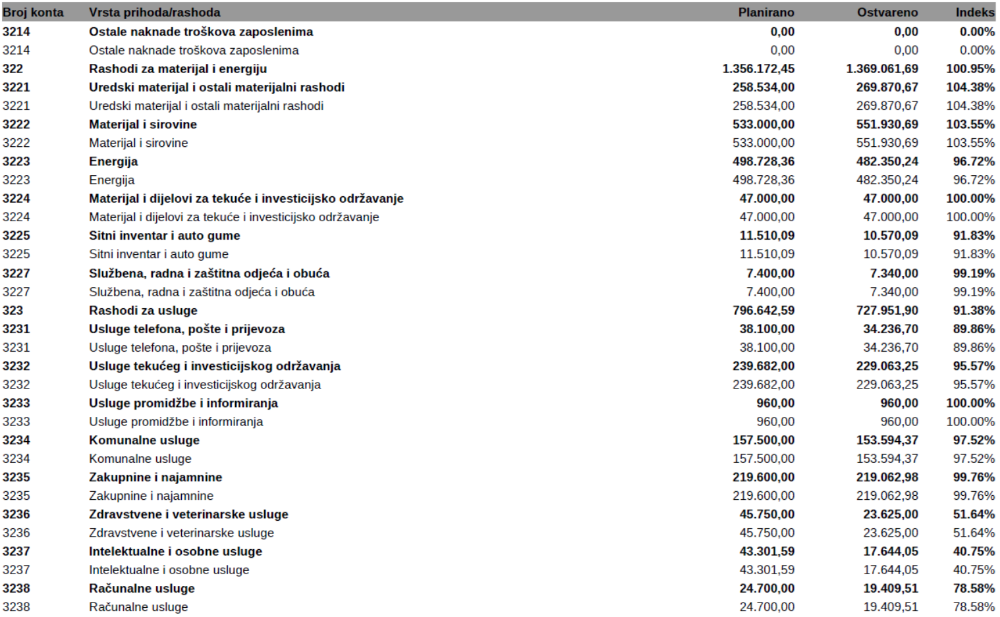 Broj konta Vrsta prihoda/rashoda Planirano Ostvareno Indeks
3214 Ostale naknade troškova zaposlenima 0,00 0,00 0.00%
3214 Ostale naknade troškova zaposlenima 0,00 0,00 0.00%
322 Rashodi za materijal i energiju 1.356.172,45 1.369.061,69 100.95%
3221 Uredski materijal i ostali materijalni rashodi 258.534,00 269.870,67 104.38%
3221 Uredski materijal i ostali materijalni rashodi 258.534,00 269.870,67 104.38%
3222 Materijal i sirovine 533.000,00 551.930,69 103.55%
3222 Materijal i sirovine 533.000,00 551.930,69 103.55%
3223 Energija 498.728,36 482.350,24 96.72%
3223 Energija 498.728,36 482.350,24 96.72%
3224 Materijal i dijelovi za tekuće i investicijsko održavanje 47.000,00 47.000,00 100.00%
3224 Materijal i dijelovi za tekuće i investicijsko održavanje 47.000,00 47.000,00 100.00%
3225 Sitni inventar i auto gume 11.510,09 10.570,09 91.83%
3225 Sitni inventar i auto gume 11.510,09 10.570,09 91.83%
3227 Službena, radna i zaštitna odjeća i obuća 7.400,00 7.340,00 99.19%
3227 Službena, radna i zaštitna odjeća i obuća 7.400,00 7.340,00 99.19%
323 Rashodi za usluge 796.642,59 727.951,90 91.38%
3231 Usluge telefona, pošte i prijevoza 38.100,00 34.236,70 89.86%
3231 Usluge telefona, pošte i prijevoza 38.100,00 34.236,70 89.86%
3232 Usluge tekućeg i investicijskog održavanja 239.682,00 229.063,25 95.57%
3232 Usluge tekućeg i investicijskog održavanja 239.682,00 229.063,25 95.57%
3233 Usluge promidžbe i informiranja 960,00 960,00 100.00%
3233 Usluge promidžbe i informiranja 960,00 960,00 100.00%
3234 Komunalne usluge 157.500,00 153.594,37 97.52%
3234 Komunalne usluge 157.500,00 153.594,37 97.52%
3235 Zakupnine i najamnine 219.600,00 219.062,98 99.76%
3235 Zakupnine i najamnine 219.600,00 219.062,98 99.76%
3236 Zdravstvene i veterinarske usluge 45.750,00 23.625,00 51.64%
3236 Zdravstvene i veterinarske usluge 45.750,00 23.625,00 51.64%
3237 Intelektualne i osobne usluge 43.301,59 17.644,05 40.75%
3237 Intelektualne i osobne usluge 43.301,59 17.644,05 40.75%
3238 Računalne usluge 24.700,00 19.409,51 78.58%
3238 Računalne usluge 24.700,00 19.409,51 78.58%